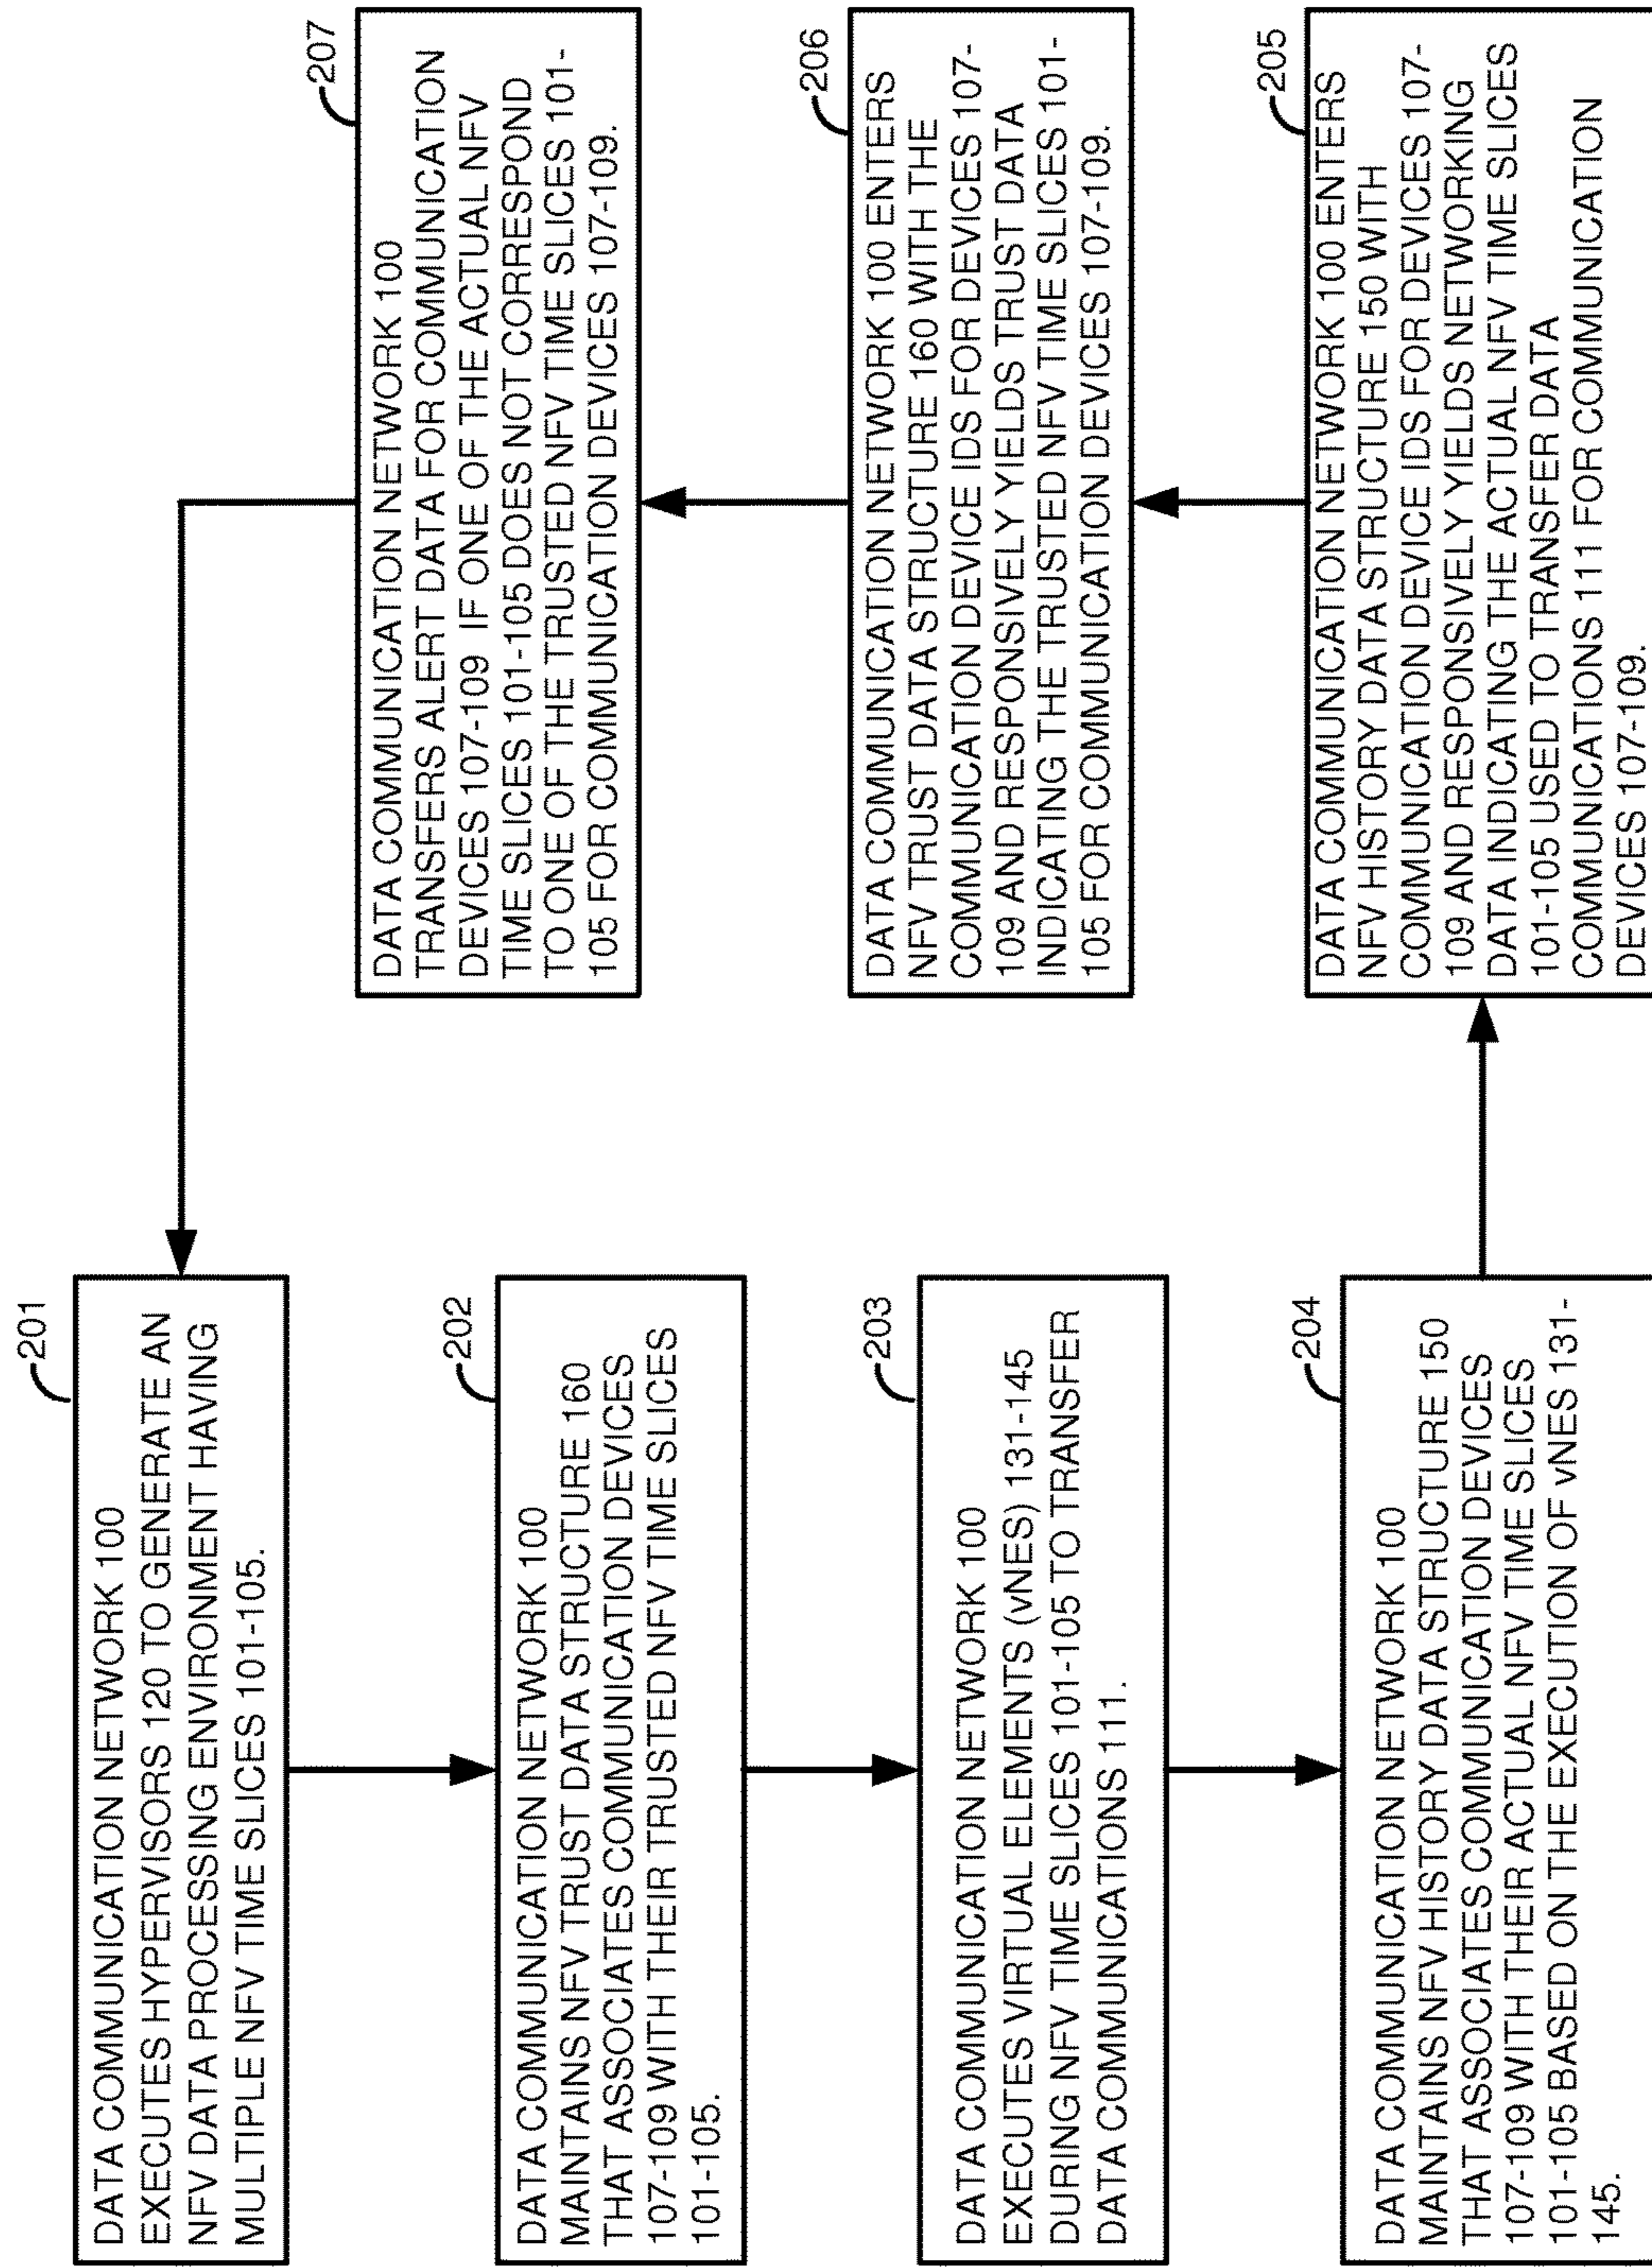 201
DATA COMMUNICATION NETWORK 100
EXECUTES HYPERVISORS 120 TO GENERATE AN
NFV DATA PROCESSING ENVIRONMENT HAVING
MULTIPLE NFV TIME SLICES 101-105.
202
DATA COMMUNICATION NETWORK 100
MAINTAINS NFV TRUST DATA STRUCTURE 160
THAT ASSOCIATES COMMUNICATION DEVICES
107-109 WITH THEIR TRUSTED NFV TIME SLICES
101-105.
203
DATA COMMUNICATION NETWORK 100
EXECUTES VIRTUAL ELEMENTS (vNES) 131-145
DURING NFV TIME SLICES 101-105 TO TRANSFER
DATA COMMUNICATIONS 111.
204
DATA COMMUNICATION NETWORK 100
MAINTAINS NFV HISTORY DATA STRUCTURE 150
THAT ASSOCIATES COMMUNICATION DEVICES
107-109 WITH THEIR ACTUAL NFV TIME SLICES
101-105 BASED ON THE EXECUTION OF vNES 131-
145.
205
DATA COMMUNICATION NETWORK 100 ENTERS
NFV HISTORY DATA STRUCTURE 150 WITH
COMMUNICATION DEVICE IDS FOR DEVICES 107-
109 AND RESPONSIVELY YIELDS NETWORKING
DATA INDICATING THE ACTUAL NFV TIME SLICES
101-105 USED TO TRANSFER DATA
COMMUNICATIONS 111 FOR COMMUNICATION
DEVICES 107-109.
206
DATA COMMUNICATION NETWORK 100 ENTERS
NFV TRUST DATA STRUCTURE 160 WITH THE
COMMUNICATION DEVICE IDS FOR DEVICES 107-
109 AND RESPONSIVELY YIELDS TRUST DATA
INDICATING THE TRUSTED NFV TIME SLICES 101-
105 FOR COMMUNICATION DEVICES 107-109.
207
DATA COMMUNICATION NETWORK 100
TRANSFERS ALERT DATA FOR COMMUNICATION
DEVICES 107-109 IF ONE OF THE ACTUAL NFV
TIME SLICES 101-105 DOES NOT CORRESPOND
TO ONE OF THE TRUSTED NFV TIME SLICES 101-
105 FOR COMMUNICATION DEVICES 107-109.